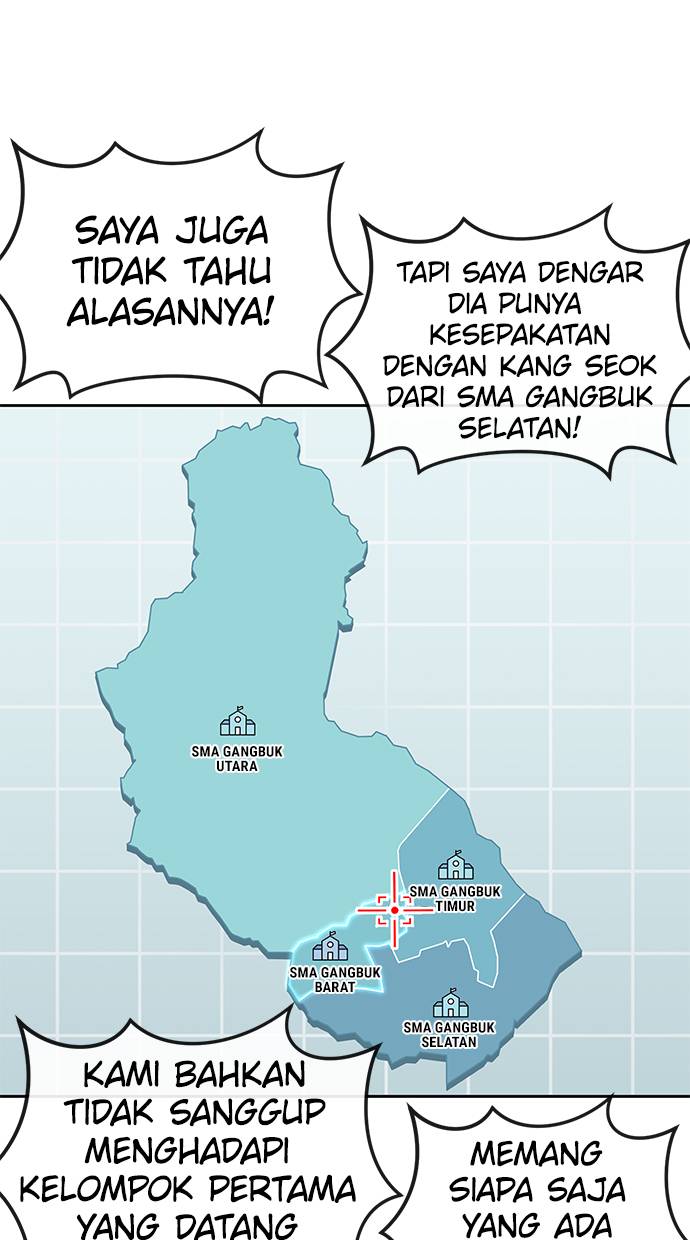 SAYA JUGA
TIDAK TAHU
ALASANNYA!
TAPI SAYA DENGAR
DIA PUNYA
KESEPAKATAN
DENGAN KANG SEOK
DARI SMA GANGBUK
SELATAN!
SMA GANGBUK
UTARA
SMA GANGBUK
TIMUR
SMA GANGBUK
BARAT
SMA GANGBUK
SELATAN
KAMI BAHKAN
TIDAK SANGGUP
MENGHADAPI
KELOMPOK PERTAMA
YANG DATANG
MEMANG
SIAPA SAJA
YANG ADA